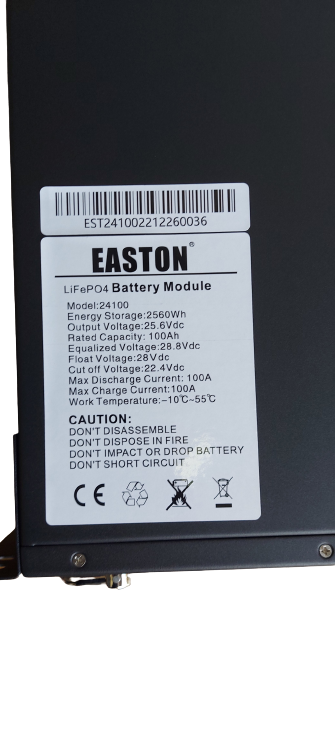 EST241002212260036
EASTON®
LiFePO4 Battery Module
Model:24100
Energy Storage:2560Wh
Output Voltage:25.6Vdc
Rated Capacity: 100Ah
Equalized Voltage:28.8Vdc
Float Voltage:28Vdc
Cut off Voltage:22.4Vdc
Max Discharge Current: 100A
Max Charge Current:100A
Work Temperature:-10℃~55℃
CAUTION:
DON'T DISASSEMBLE
DON'T DISPOSE IN FIRE
DON'T IMPACT OR DROP BATTERY
DON'T SHORT CIRCUIT
CE